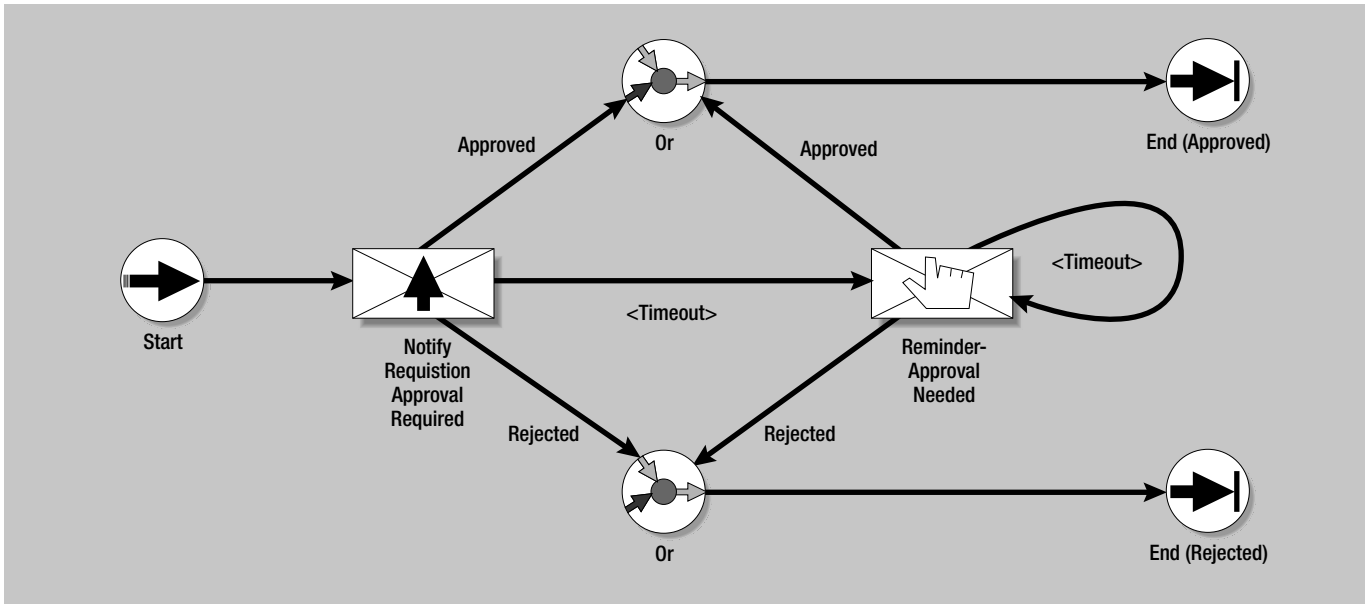 Approved
Or
Approved
End (Approved)
Start
<Timeout>
<Timeout>
Notify
Requistion
Approval
Required
Reminder-
Approval
Needed
Rejected
Rejected
Or
End (Rejected)